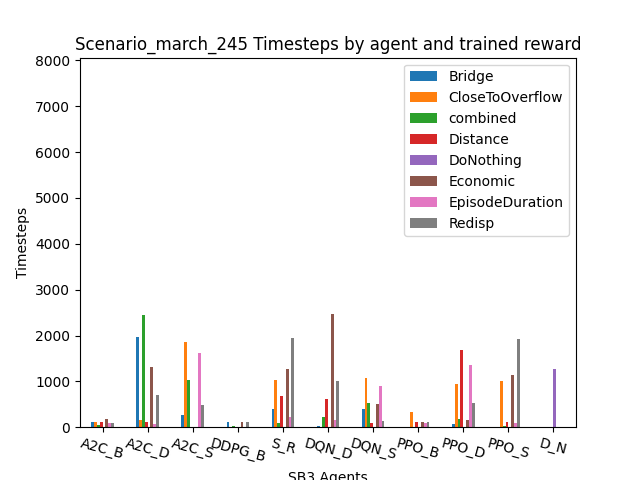 Scenario_march_245 Timesteps by agent and trained reward
8000
7000
6000
5000
4000
3000
2000
1000
0
Timesteps
Bridge
CloseToOverflow
combined
Distance
DoNothing
Economic
EpisodeDuration
Redisp
A2C_B
A2C_D
A2C_S
DDPG_B
S_R
DQN_D
DQN_S
PPO_B
PPO_D
PPO_S
D_N
SB3 Agents